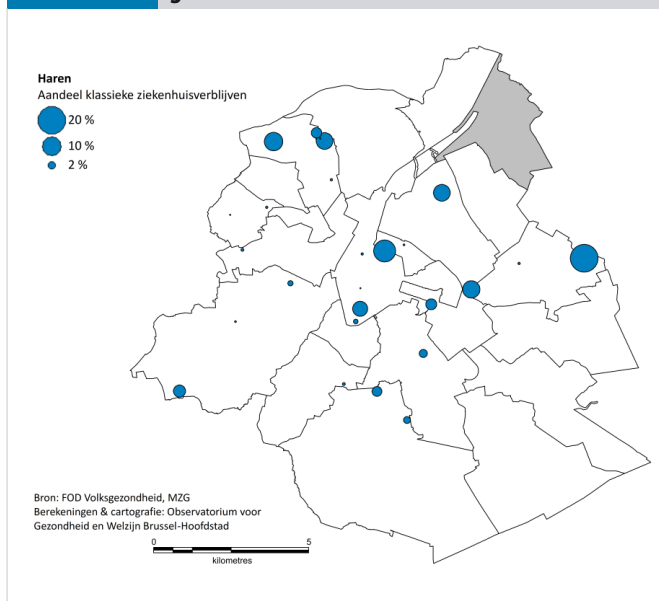 Haren
Aandeel klassieke ziekenhuisverblijven
20 %
10 %
2 %
Bron: FOD Volksgezondheid, MZG
Berekeningen & cartografie: Observatorium voor
Gezondheid en Welzijn Brussel-Hoofdstad
0 5
kilometres